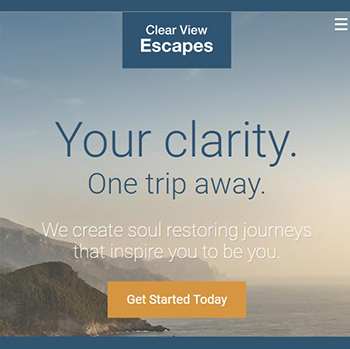 Clear View
Escapes
Your clarity.
One trip away.
We create soul restoring journeys
that inspire you to be you.
Get Started Today